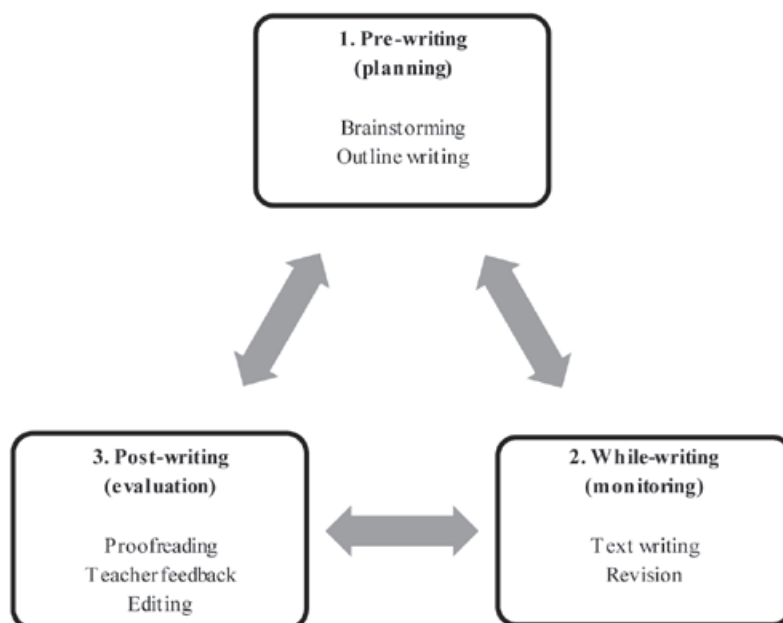 1. Pre-writing
(planning)
Brainstorming
Outline writing
3. Post-writing
(evaluation)
Proofreading
Teacher feedback
Editing
2. While-writing
(monitoring)
Text writing
Revision